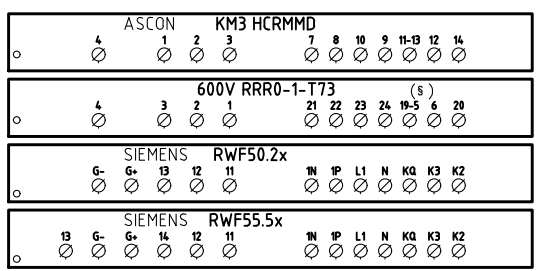 ASCON KM3 HCRMMD
4 1 2 3 7 8 10 9 11-13 12 14
600V RRR0-1-T73 (§)
4 3 2 1 21 22 23 24 19-5 6 20
SIEMENS RWF50.2x
G- G+ 13 12 11 1N 1P L1 N KQ K3 K2
SIEMENS RWF55.5x
13 G- G+ 14 12 11 1N 1P L1 N KQ K3 K2